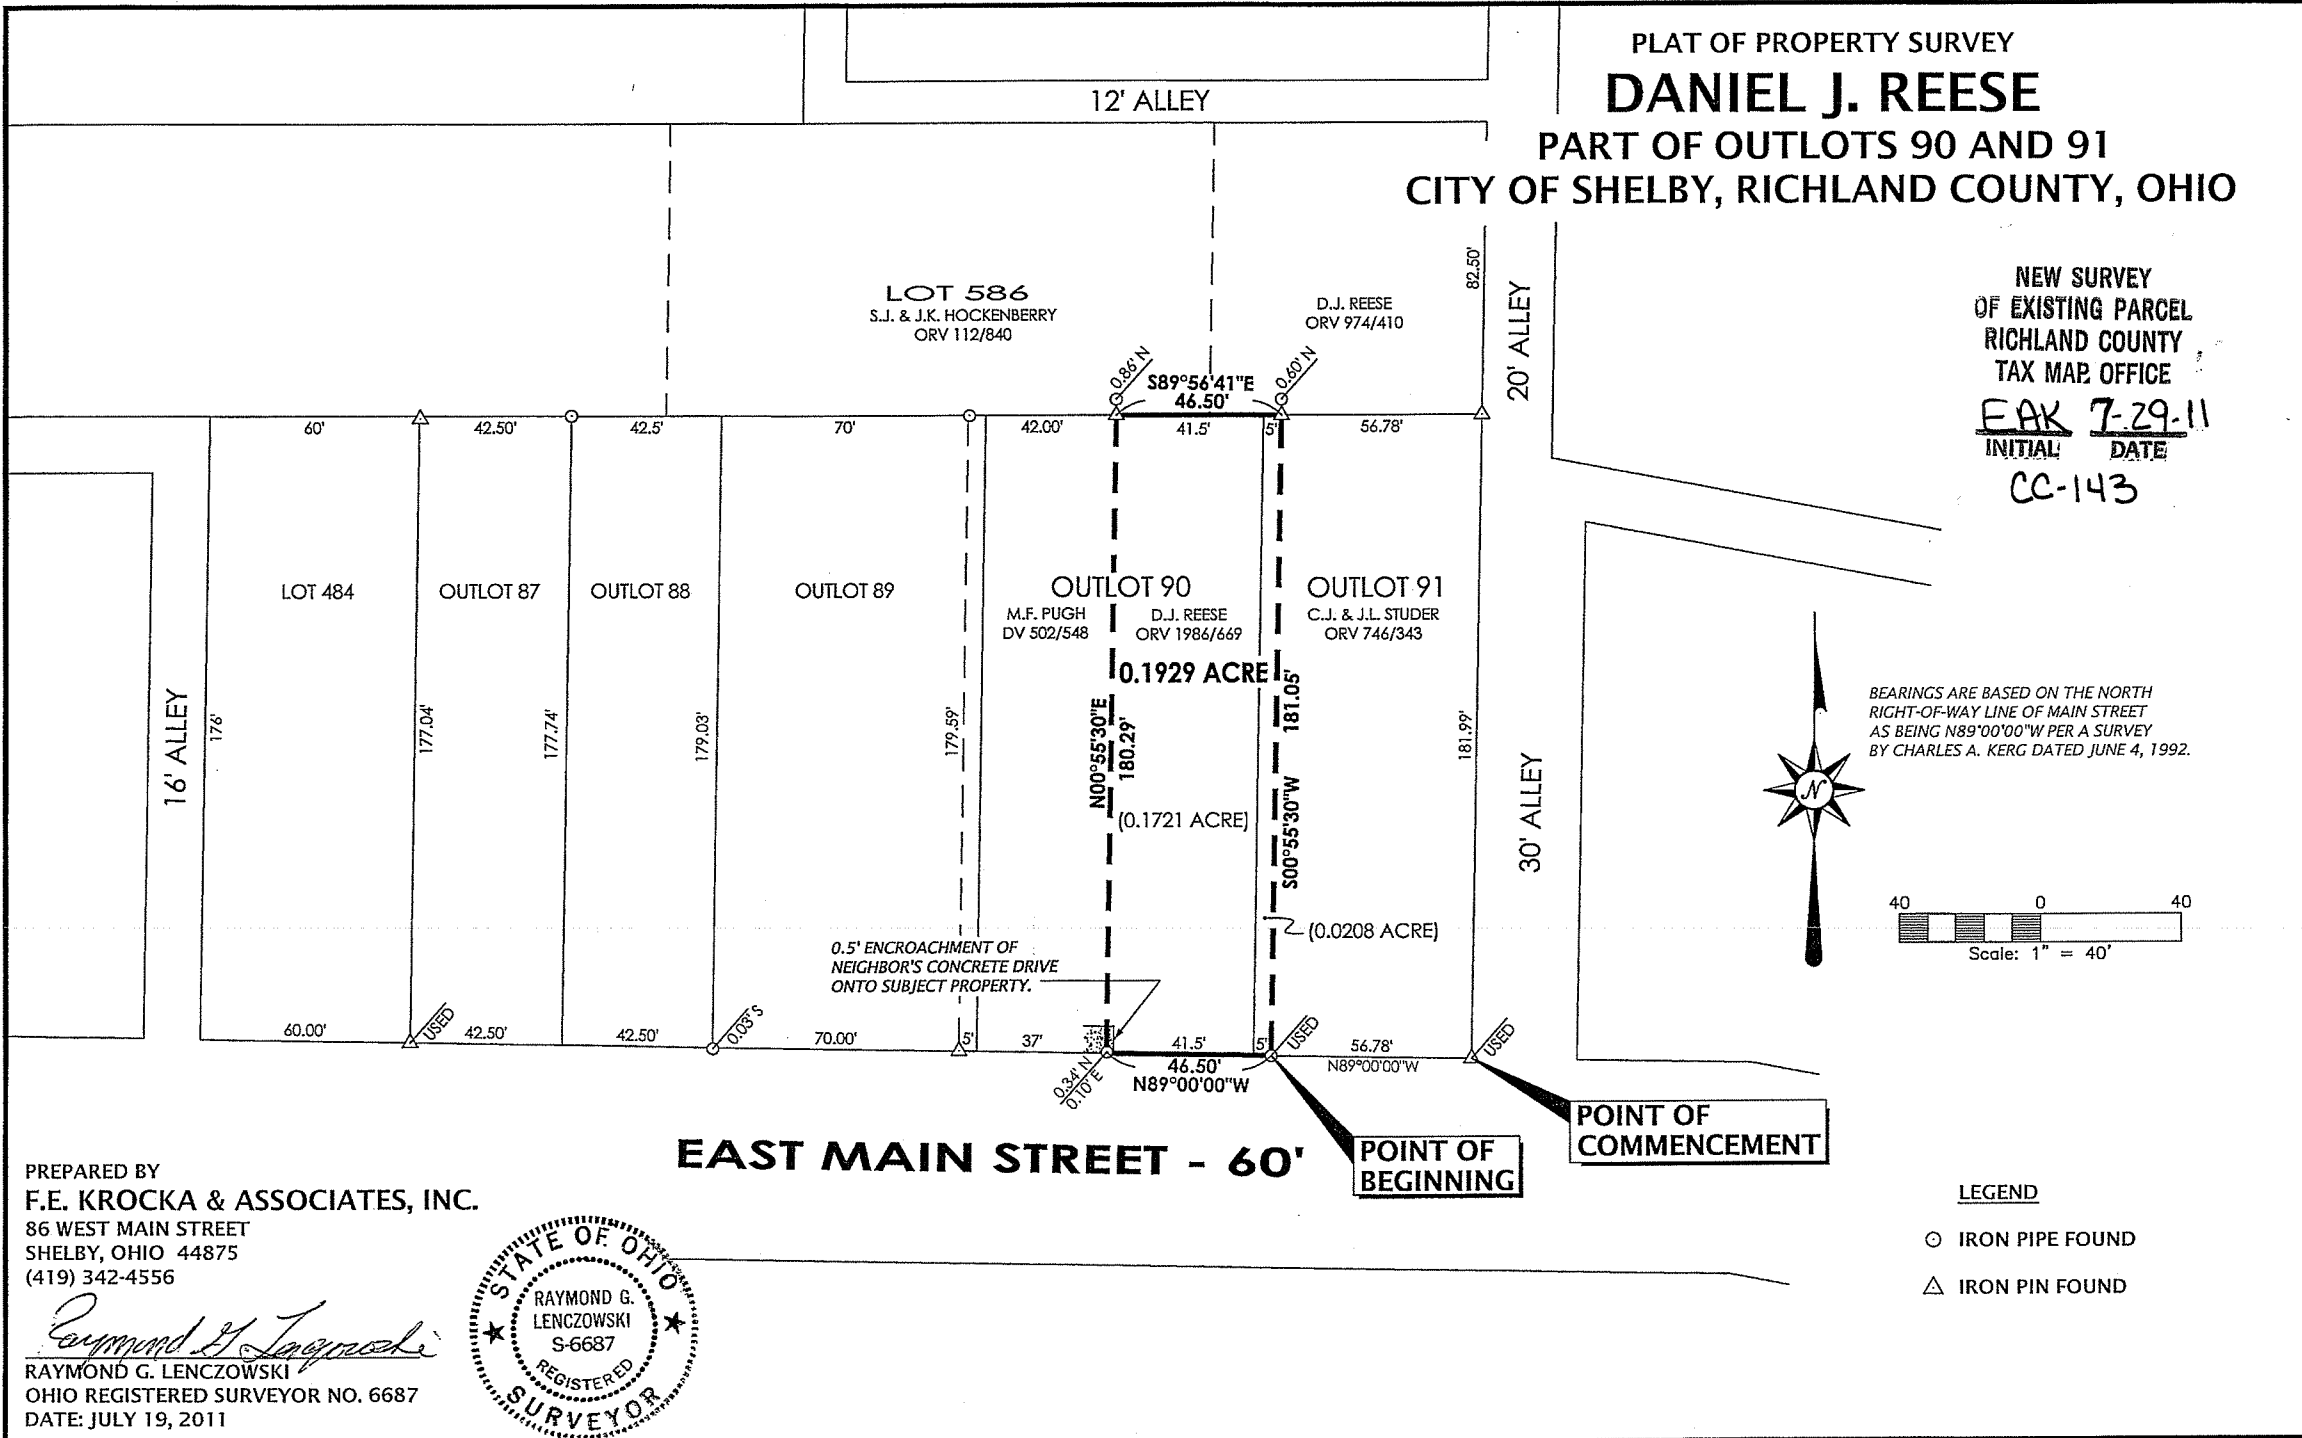 PLAT OF PROPERTY SURVEY
DANIEL J. REESE
PART OF OUTLOTS 90 AND 91
CITY OF SHELBY, RICHLAND COUNTY, OHIO
12' ALLEY
NEW SURVEY
OF EXISTING PARCEL
RICHLAND COUNTY
TAX MAP OFFICE
EAK 7-29-11
INITIAL DATE
CC-143
LOT 586
S.J. & J.K. HOCKENBERRY
ORV 112/840
D.J. REESE
ORV 974/410
82.50'
20' ALLEY
0.86' N
S89°56'41"E
46.50'
0.60' N
60'
42.50'
42.5'
70'
42.00'
41.5'
5'
56.78'
LOT 484
OUTLOT 87
OUTLOT 88
OUTLOT 89
OUTLOT 90
M.F. PUGH
DV 502/548
D.J. REESE
ORV 1986/669
OUTLOT 91
C.J. & J.L. STUDER
ORV 746/343
0.1929 ACRE
16' ALLEY
176'
177.04'
177.74'
179.03'
179.59'
N00°55'30"E
180.29'
(0.1721 ACRE)
181.05'
S00°55'30"W
181.99'
30' ALLEY
(0.0208 ACRE)
BEARINGS ARE BASED ON THE NORTH
RIGHT-OF-WAY LINE OF MAIN STREET
AS BEING N89°00'00"W PER A SURVEY
BY CHARLES A. KERG DATED JUNE 4, 1992.
N
40 0 40
Scale: 1" = 40'
0.5' ENCROACHMENT OF
NEIGHBOR'S CONCRETE DRIVE
ONTO SUBJECT PROPERTY.
60.00'
USED
42.50'
42.50'
0.03' S
70.00'
5'
37'
0.34' N
0.10' E
41.5'
5'
46.50'
N89°00'00"W
USED
56.78'
N89°00'00"W
USED
EAST MAIN STREET - 60'
POINT OF
BEGINNING
POINT OF
COMMENCEMENT
PREPARED BY
F.E. KROCKA & ASSOCIATES, INC.
86 WEST MAIN STREET
SHELBY, OHIO 44875
(419) 342-4556
Raymond G Lenczowski
RAYMOND G. LENCZOWSKI
OHIO REGISTERED SURVEYOR NO. 6687
DATE: JULY 19, 2011
STATE OF OHIO
RAYMOND G.
LENCZOWSKI
S-6687
REGISTERED
SURVEYOR
LEGEND
IRON PIPE FOUND
IRON PIN FOUND